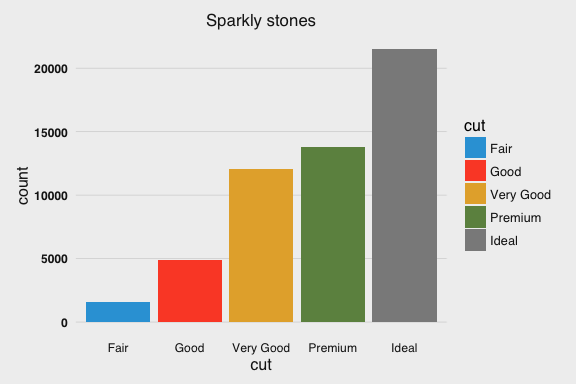 Sparkly stones
count
20000
15000
10000
5000
0
Fair Good Very Good Premium Ideal
cut
cut
Fair
Good
Very Good
Premium
Ideal